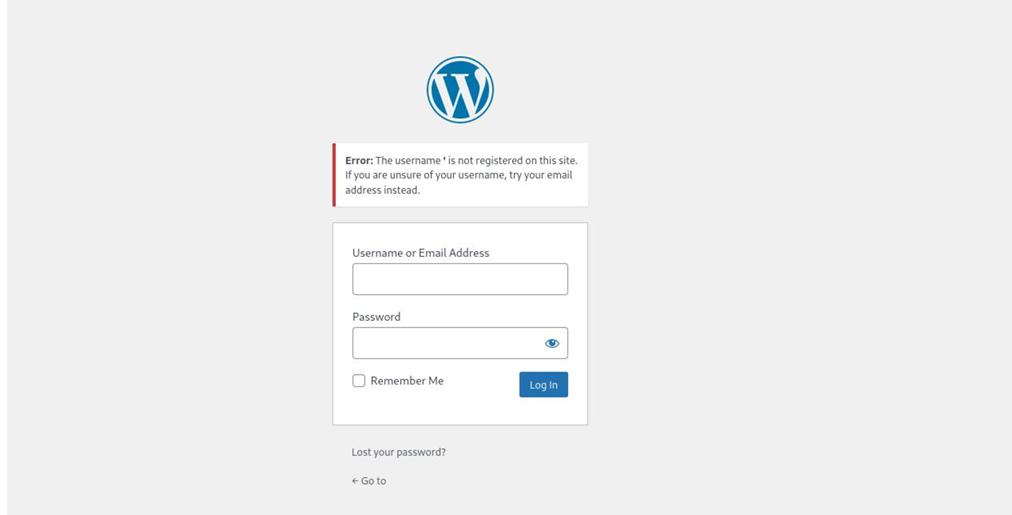 Error: The username ' is not registered on this site.
If you are unsure of your username, try your email
address instead.
Username or Email Address
Password
Remember Me
Log In
Lost your password?
← Go to